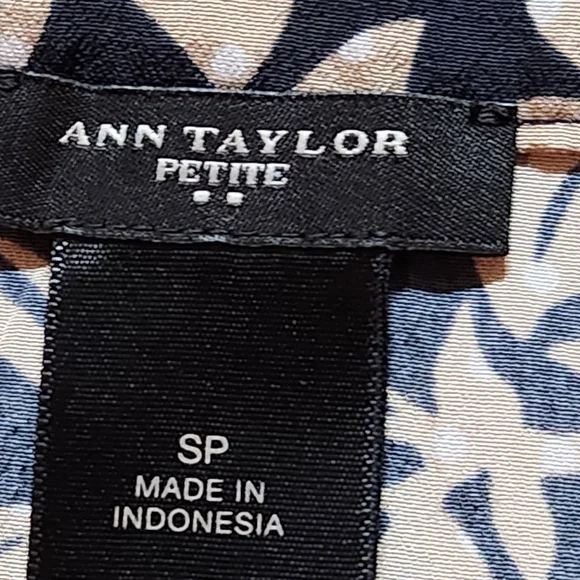 ANN TAYLOR
PETITE
SP
MADE IN
INDONESIA